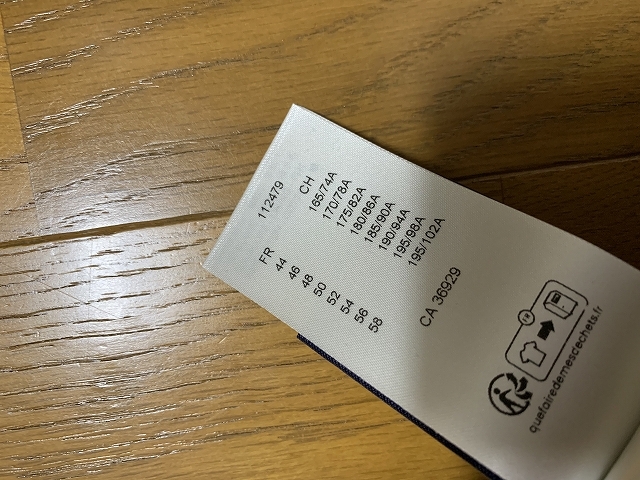 112479
FR CH
44 165/74A
46 170/78A
48 175/82A
50 180/86A
52 185/90A
54 190/94A
56 195/98A
58 195/102A
CA 36929
FR
quefairedemesdechets.fr